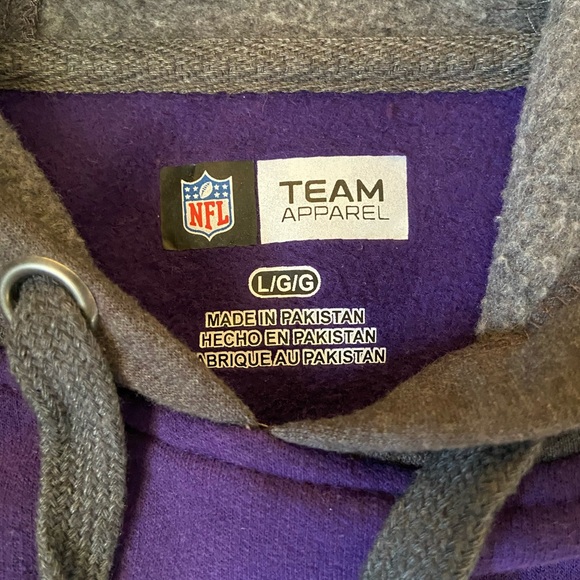 NFL
TEAM
APPAREL
L/G/G
MADE IN PAKISTAN
HECHO EN PAKISTAN
ABRIQUE AU PAKISTAN